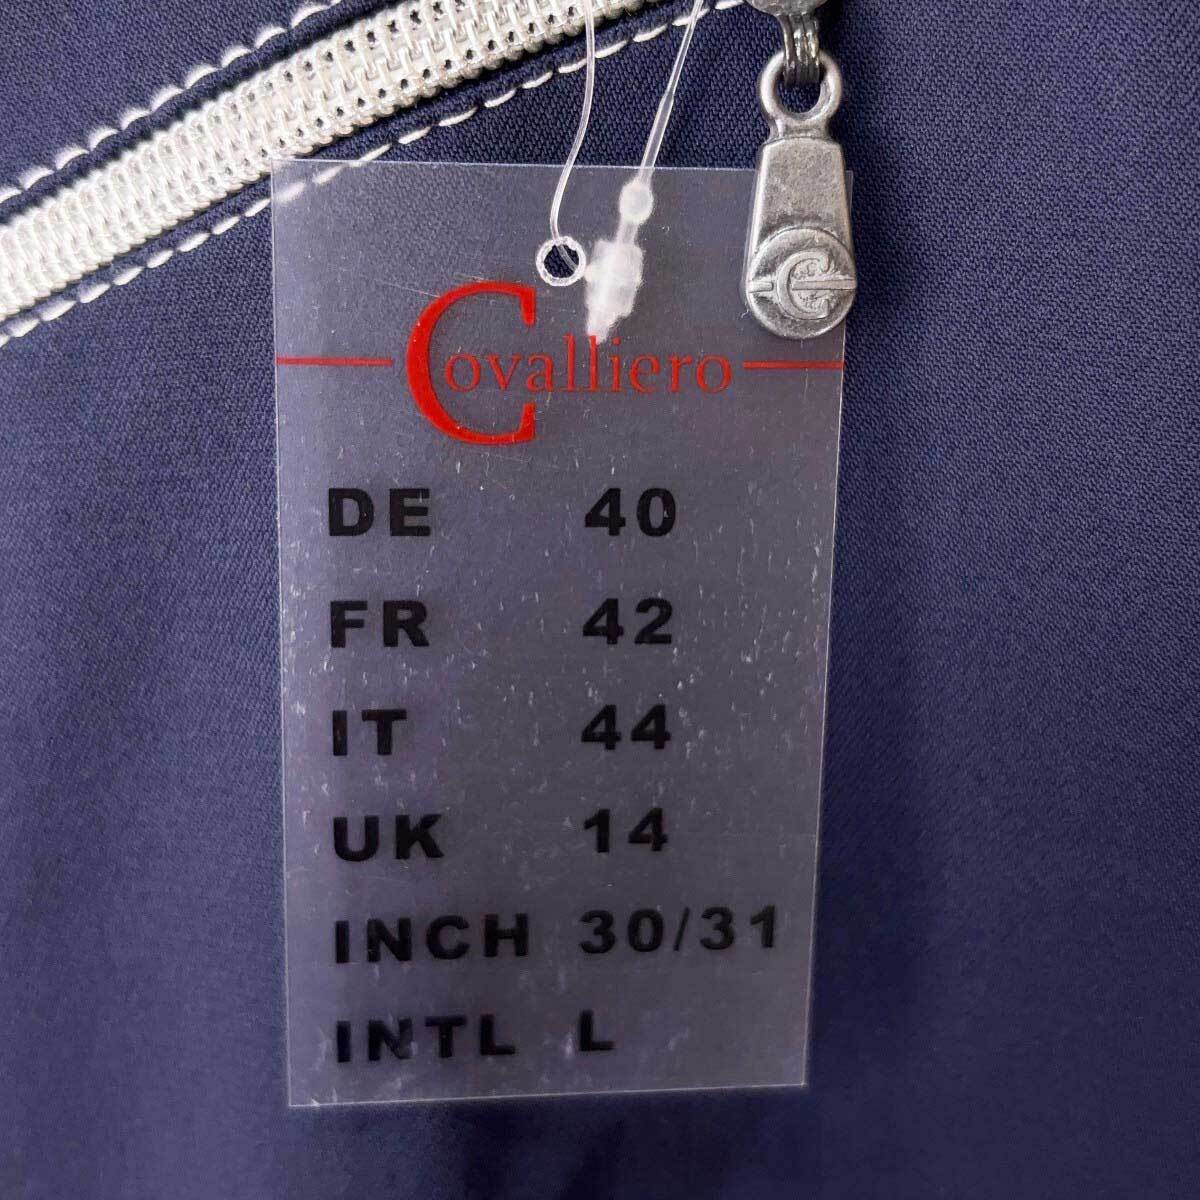 Covalliero
DE 40
FR 42
IT 44
UK 14
INCH 30/31
INTL L
C